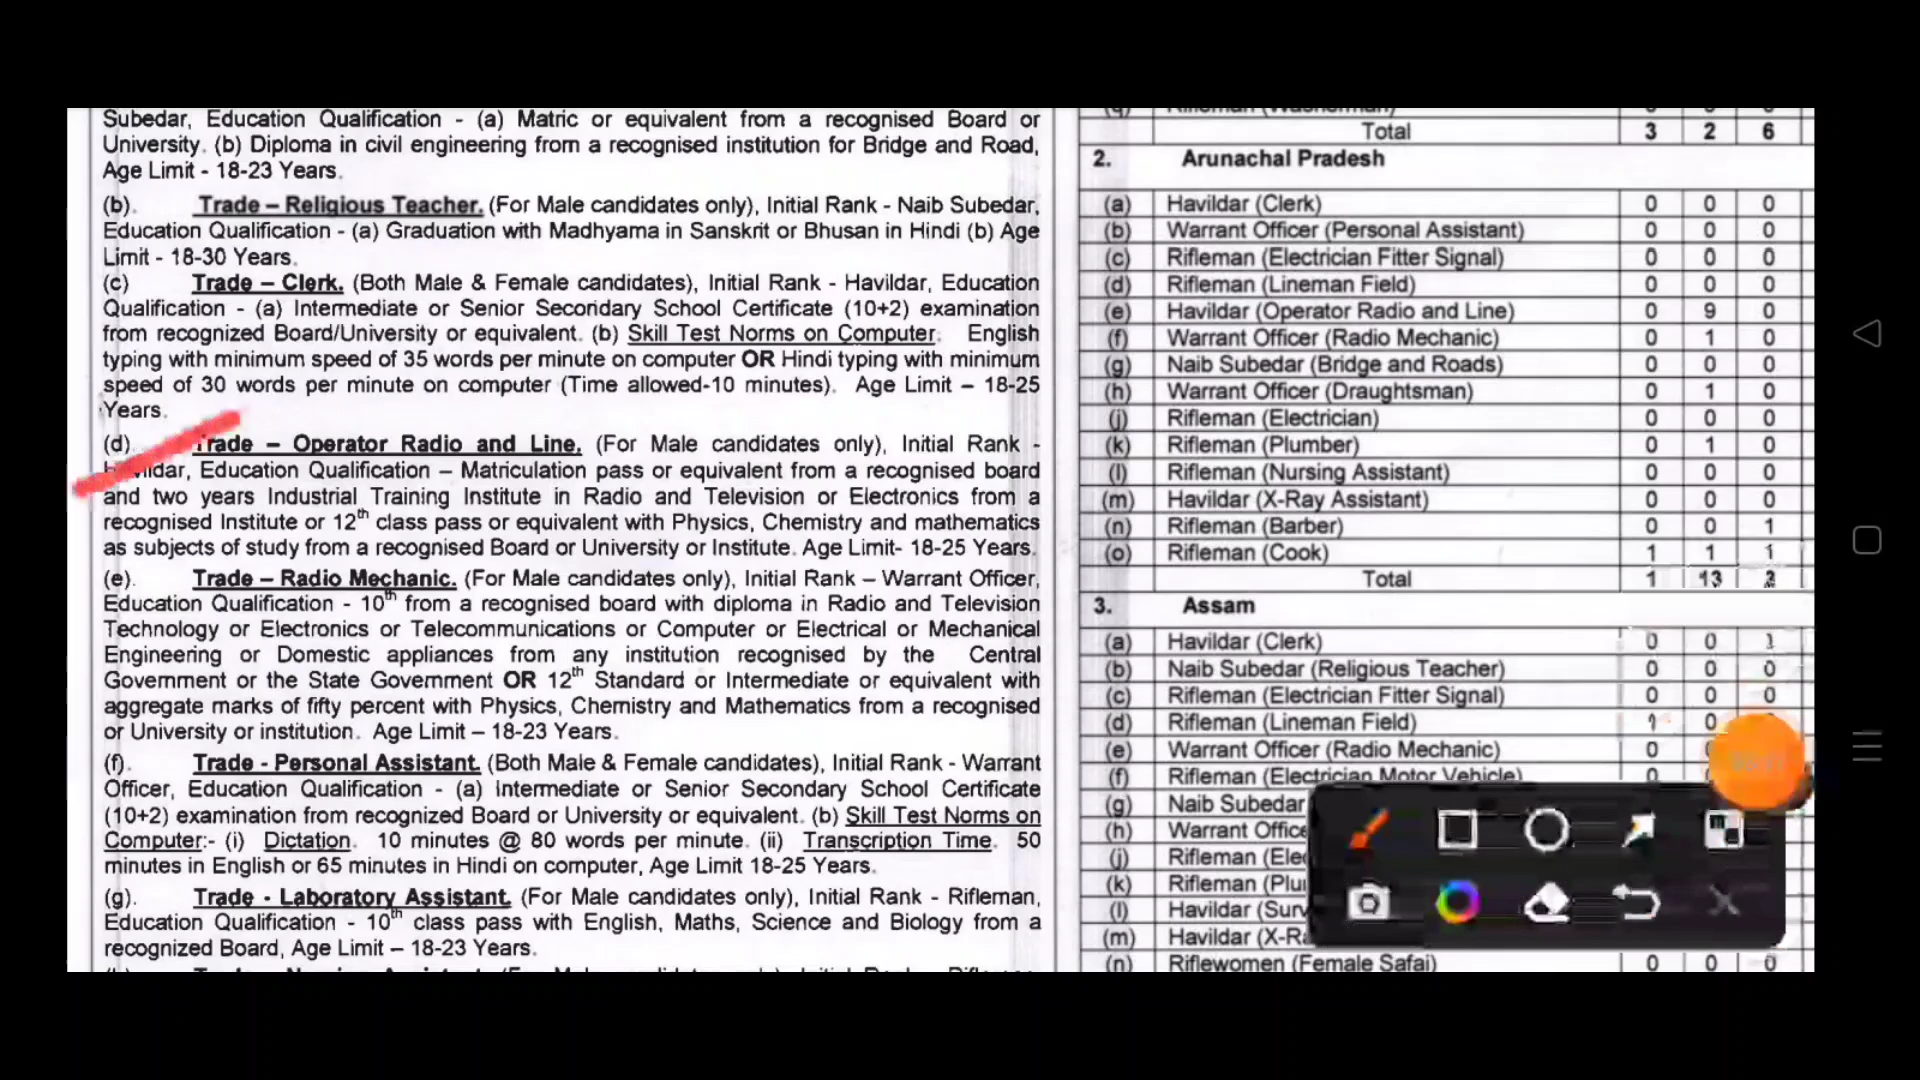 Subedar, Education Qualification - (a) Matric or equivalent from a recognised Board or
University. (b) Diploma in civil engineering from a recognised institution for Bridge and Road,
Age Limit - 18-23 Years.
(b). Trade – Religious Teacher. (For Male candidates only), Initial Rank - Naib Subedar,
Education Qualification - (a) Graduation with Madhyama in Sanskrit or Bhusan in Hindi (b) Age
Limit - 18-30 Years.
(c) Trade – Clerk. (Both Male & Female candidates), Initial Rank - Havildar, Education
Qualification - (a) Intermediate or Senior Secondary School Certificate (10+2) examination
from recognized Board/University or equivalent. (b) Skill Test Norms on Computer. English
typing with minimum speed of 35 words per minute on computer OR Hindi typing with minimum
speed of 30 words per minute on computer (Time allowed-10 minutes). Age Limit – 18-25
Years.
(d). Trade – Operator Radio and Line. (For Male candidates only), Initial Rank -
Havildar, Education Qualification – Matriculation pass or equivalent from a recognised board
and two years Industrial Training Institute in Radio and Television or Electronics from a
recognised Institute or 12th class pass or equivalent with Physics, Chemistry and mathematics
as subjects of study from a recognised Board or University or Institute. Age Limit- 18-25 Years.
(e). Trade – Radio Mechanic. (For Male candidates only), Initial Rank – Warrant Officer,
Education Qualification - 10th from a recognised board with diploma in Radio and Television
Technology or Electronics or Telecommunications or Computer or Electrical or Mechanical
Engineering or Domestic appliances from any institution recognised by the Central
Government or the State Government OR 12th Standard or Intermediate or equivalent with
aggregate marks of fifty percent with Physics, Chemistry and Mathematics from a recognised
or University or institution. Age Limit – 18-23 Years.
(f). Trade - Personal Assistant. (Both Male & Female candidates), Initial Rank - Warrant
Officer, Education Qualification - (a) Intermediate or Senior Secondary School Certificate
(10+2) examination from recognized Board or University or equivalent. (b) Skill Test Norms on
Computer:- (i) Dictation. 10 minutes @ 80 words per minute. (ii) Transcription Time. 50
minutes in English or 65 minutes in Hindi on computer, Age Limit 18-25 Years.
(g). Trade - Laboratory Assistant. (For Male candidates only), Initial Rank - Rifleman,
Education Qualification - 10th class pass with English, Maths, Science and Biology from a
recognized Board, Age Limit – 18-23 Years.
(q) Rifleman (Washerman)
Total 3 2 6
2. Arunachal Pradesh
(a) Havildar (Clerk) 0 0 0
(b) Warrant Officer (Personal Assistant) 0 0 0
(c) Rifleman (Electrician Fitter Signal) 0 0 0
(d) Rifleman (Lineman Field) 0 0 0
(e) Havildar (Operator Radio and Line) 0 9 0
(f) Warrant Officer (Radio Mechanic) 0 1 0
(g) Naib Subedar (Bridge and Roads) 0 0 0
(h) Warrant Officer (Draughtsman) 0 1 0
(j) Rifleman (Electrician) 0 0 0
(k) Rifleman (Plumber) 0 1 0
(l) Rifleman (Nursing Assistant) 0 0 0
(m) Havildar (X-Ray Assistant) 0 0 0
(n) Rifleman (Barber) 0 0 1
(o) Rifleman (Cook) 1 1 1
Total 1 13
3. Assam
(a) Havildar (Clerk) 0 0 1
(b) Naib Subedar (Religious Teacher) 0 0 0
(c) Rifleman (Electrician Fitter Signal) 0 0 0
(d) Rifleman (Lineman Field) 1 0
(e) Warrant Officer (Radio Mechanic) 0
(f) Rifleman (Electrician Motor Vehicle) 0
(g) Naib Subedar
(h) Warrant Office
(j) Rifleman (Ele
(k) Rifleman (Plu
(l) Havildar (Surv
(m) Havildar (X-Ra
(n) Riflewomen (Female Safai) 0 0 0